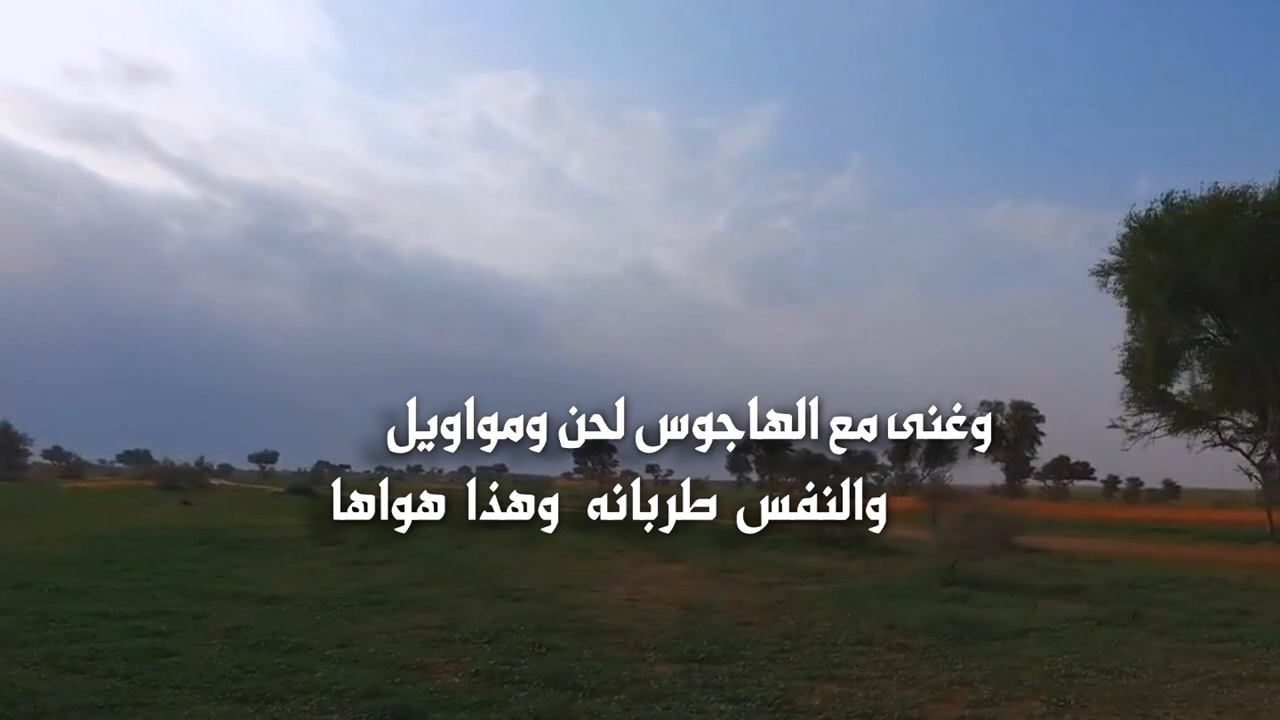 وغنى مع الهاجوس لحن ومواويل
والنفس طربانه وهذا هواها